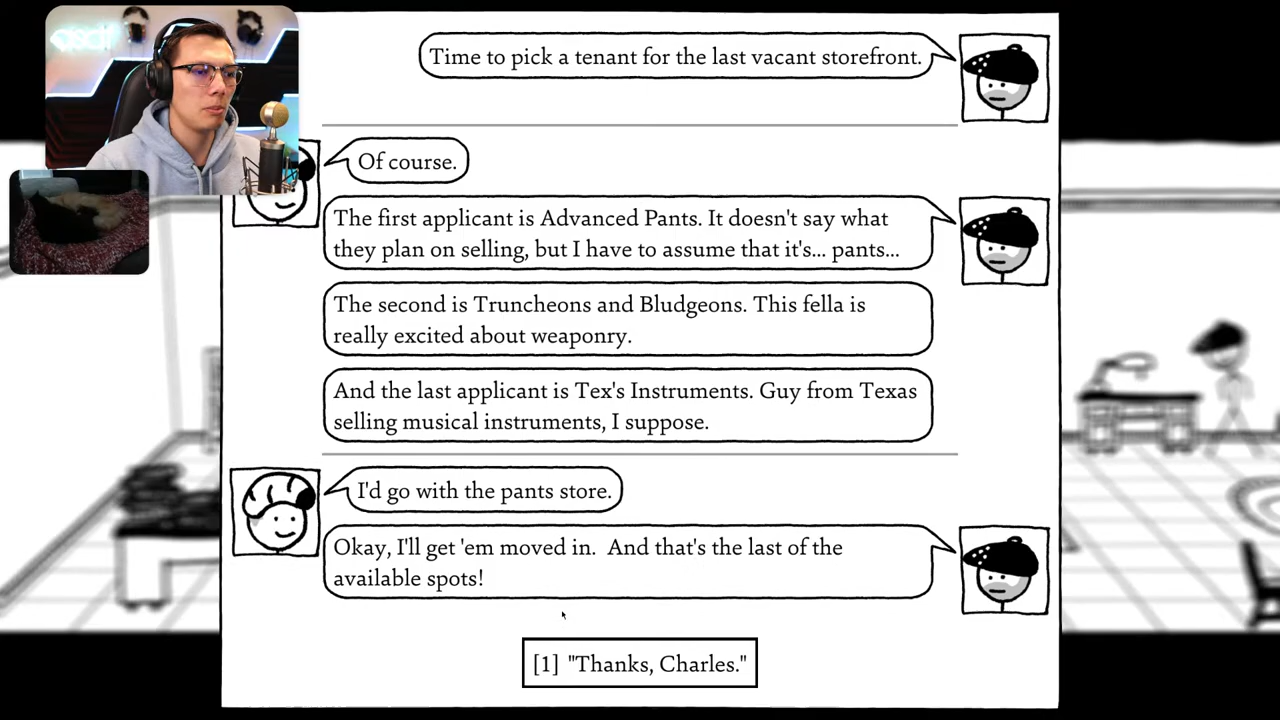 Time to pick a tenant for the last vacant storefront.
Of course.
The first applicant is Advanced Pants. It doesn't say what
they plan on selling, but I have to assume that it's... pants...
The second is Truncheons and Bludgeons. This fella is
really excited about weaponry.
And the last applicant is Tex's Instruments. Guy from Texas
selling musical instruments, I suppose.
I'd go with the pants store.
Okay, I'll get 'em moved in.  And that's the last of the
available spots!
[1] "Thanks, Charles."